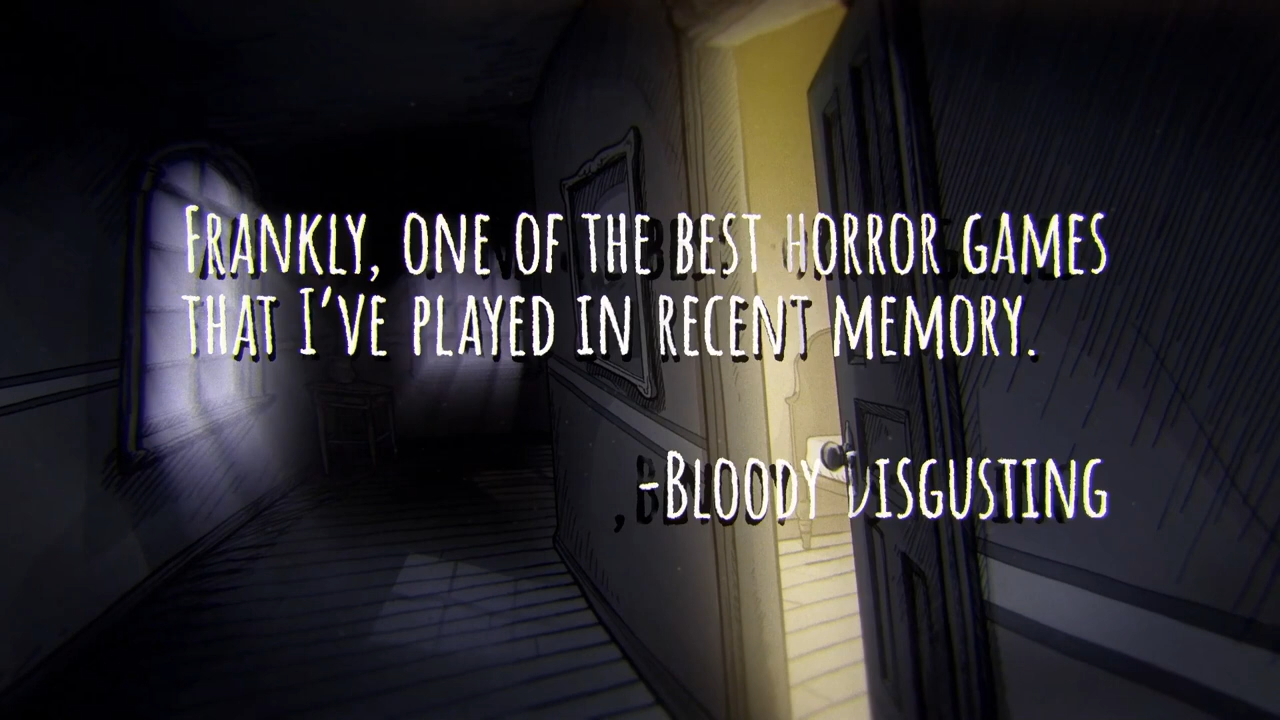 Frankly, one of the best horror games
that I've played in recent memory.
-Bloody Disgusting